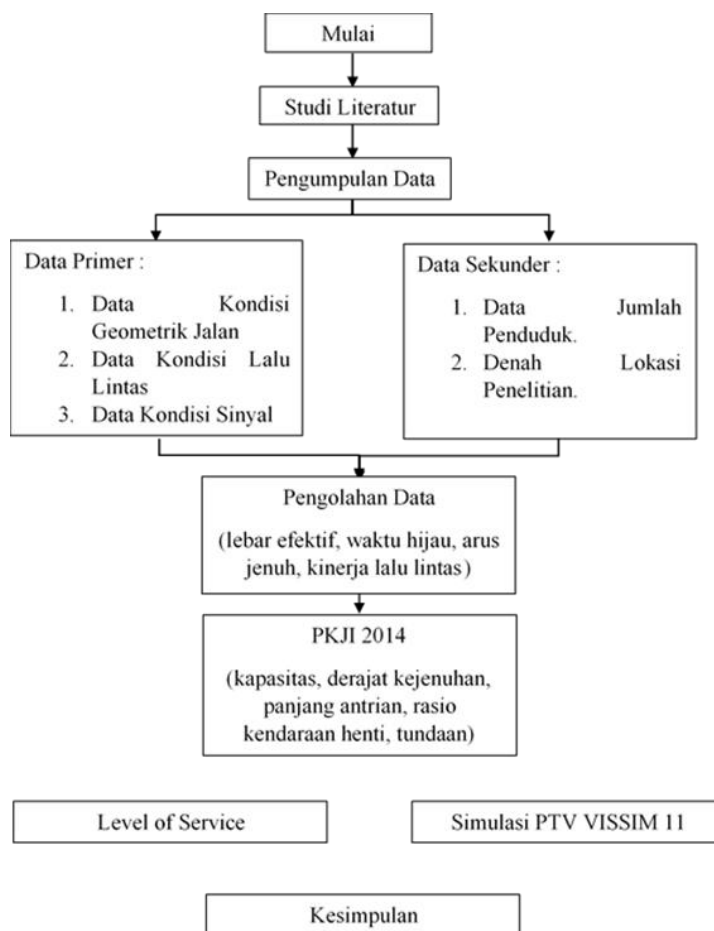 Mulai
Studi Literatur
Pengumpulan Data
Data Primer :
1. Data Kondisi
Geometrik Jalan
2. Data Kondisi Lalu
Lintas
3. Data Kondisi Sinyal
Data Sekunder :
1. Data Jumlah
Penduduk.
2. Denah Lokasi
Penelitian.
Pengolahan Data
(lebar efektif, waktu hijau, arus
jenuh, kinerja lalu lintas)
PKJI 2014
(kapasitas, derajat kejenuhan,
panjang antrian, rasio
kendaraan henti, tundaan)
Level of Service
Simulasi PTV VISSIM 11
Kesimpulan